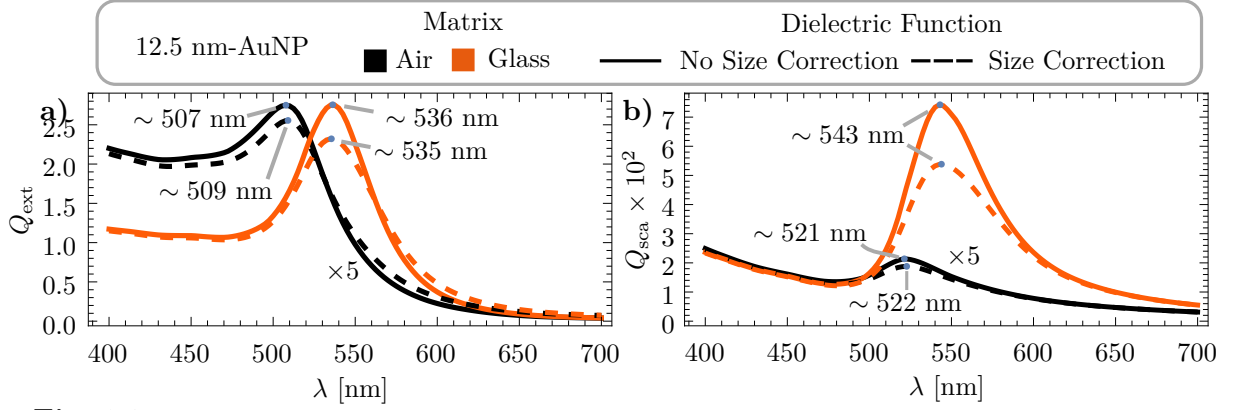 12.5 nm-AuNP
Matrix
Air Glass
Dielectric Function
No Size Correction Size Correction
a)
2.5
2.0
1.5
1.0
0.5
0.0
Q_ext
∼ 507 nm
∼ 509 nm
∼ 536 nm
∼ 535 nm
×5
400 450 500 550 600 650 700
λ [nm]
b)
7
6
5
4
3
2
1
0
Q_sca × 10²
∼ 543 nm
∼ 521 nm
∼ 522 nm
×5
400 450 500 550 600 650 700
λ [nm]